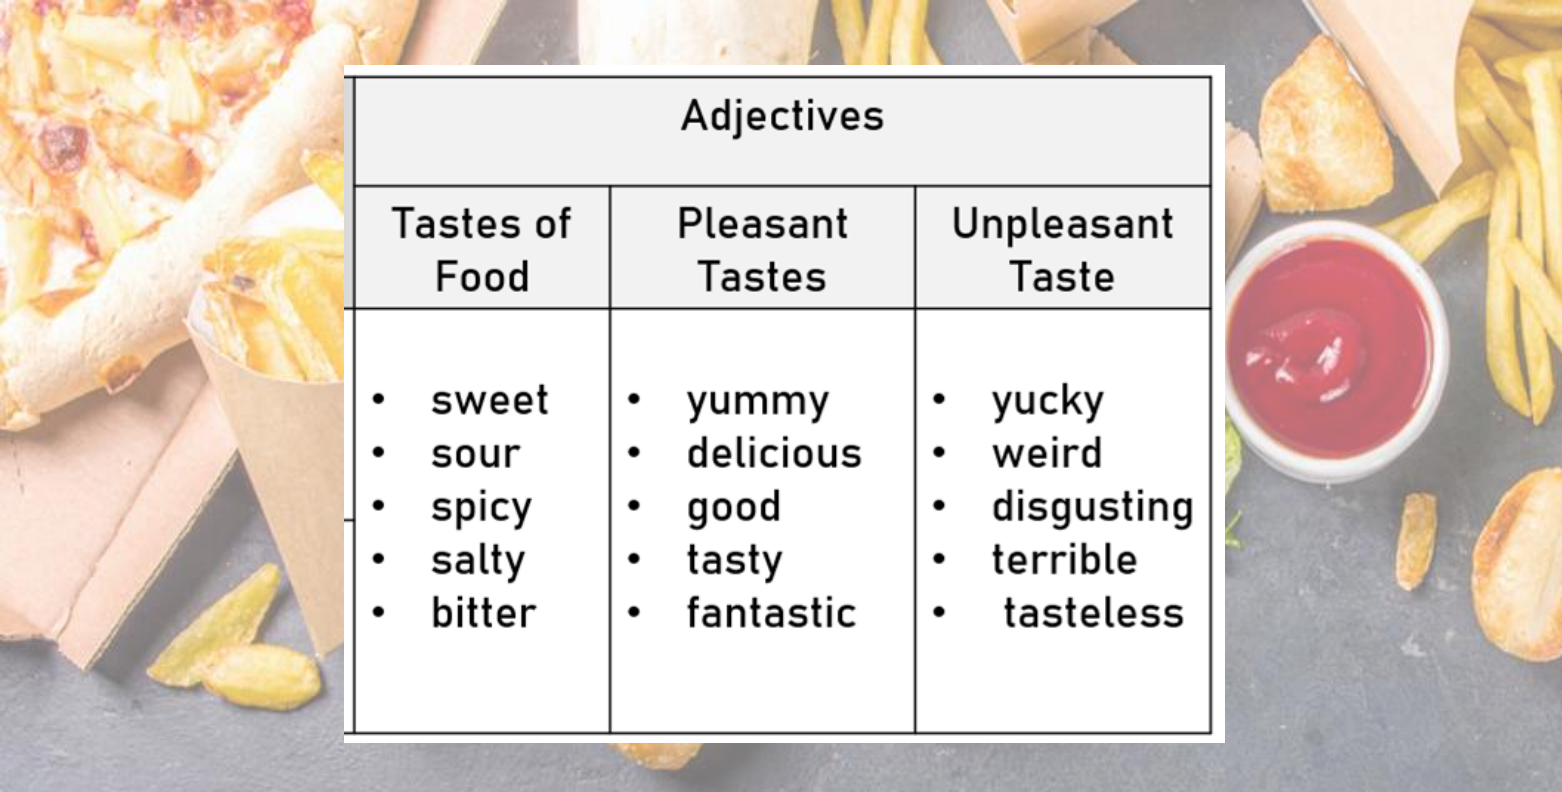 Adjectives
Tastes of
Food
Pleasant
Tastes
Unpleasant
Taste
• sweet
• sour
• spicy
• salty
• bitter
• yummy
• delicious
• good
• tasty
• fantastic
• yucky
• weird
• disgusting
• terrible
• tasteless